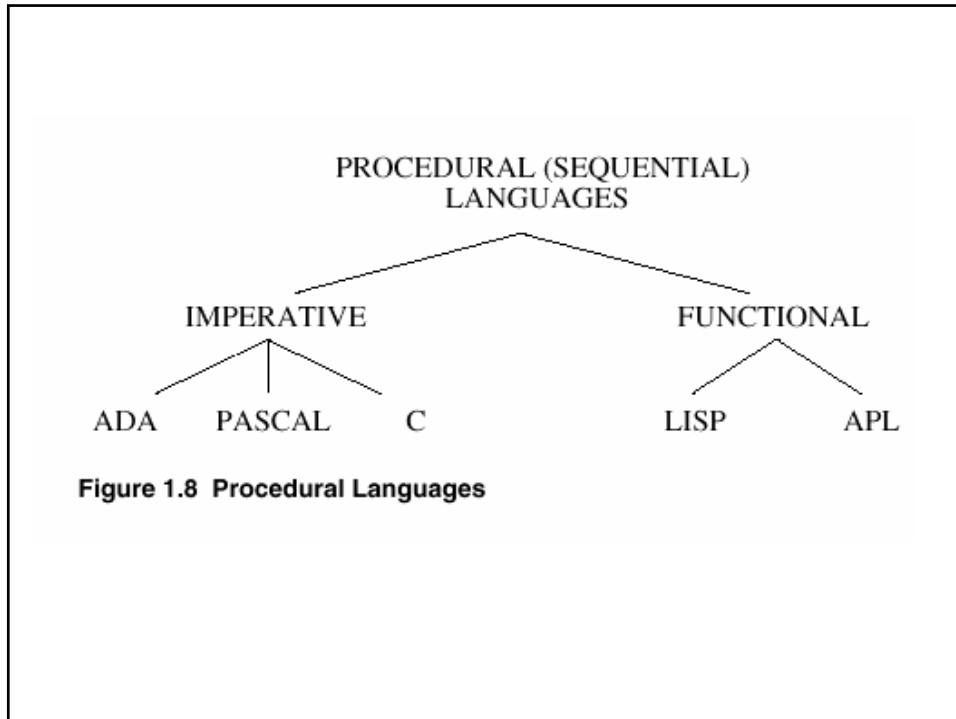 PROCEDURAL (SEQUENTIAL)
LANGUAGES
IMPERATIVE FUNCTIONAL
ADA PASCAL C LISP APL
Figure 1.8 Procedural Languages